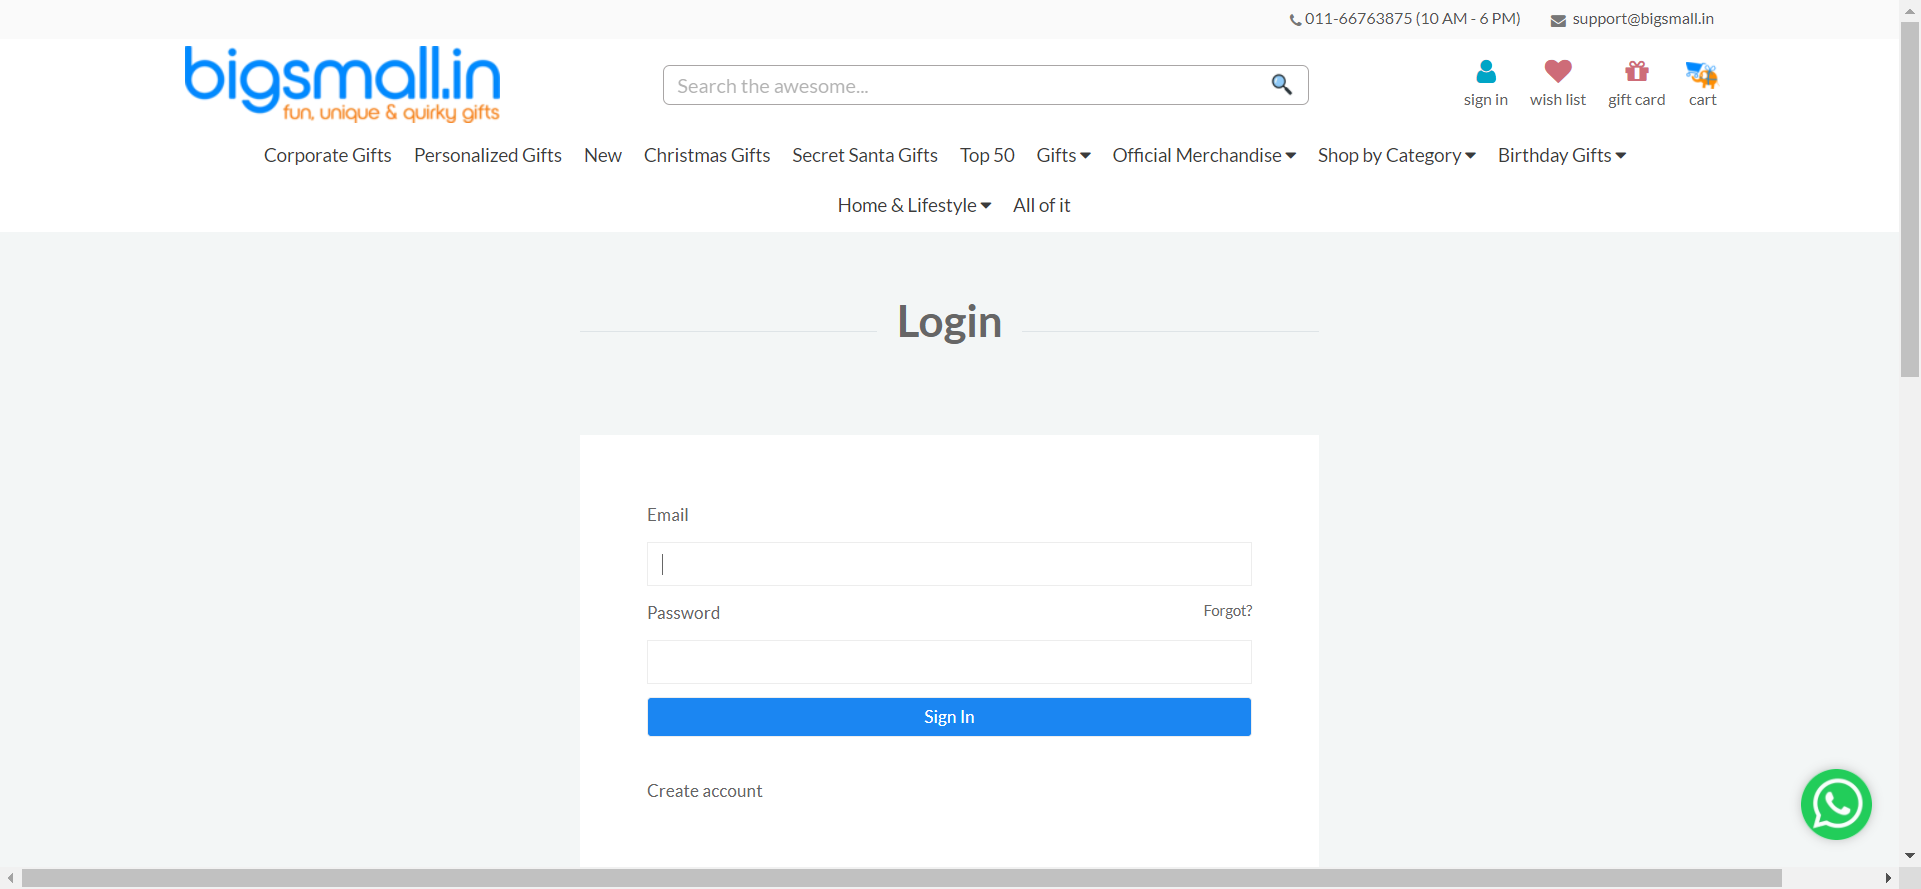 011-66763875 (10 AM - 6 PM) support@bigsmall.in
bigsmall.in
fun, unique & quirky gifts
Search the awesome...
sign in wish list gift card cart
Corporate Gifts Personalized Gifts New Christmas Gifts Secret Santa Gifts Top 50 Gifts Official Merchandise Shop by Category Birthday Gifts
Home & Lifestyle All of it
Login
Email
Password Forgot?
Sign In
Create account